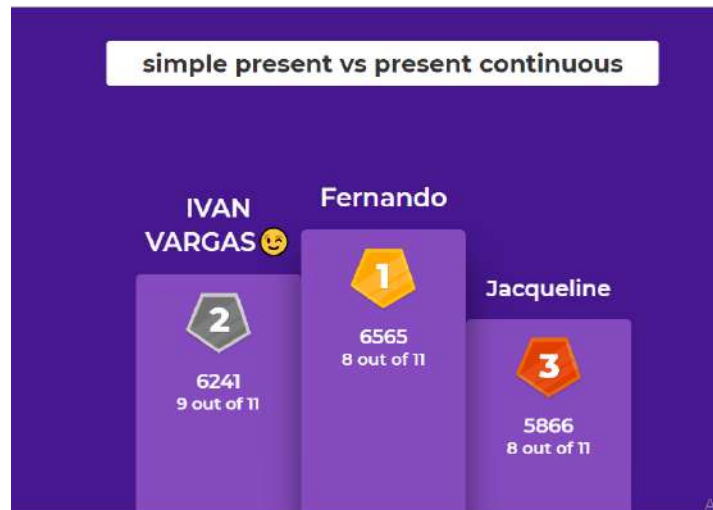 simple present vs present continuous
IVAN
VARGAS 😉
2
6241
9 out of 11
Fernando
1
6565
8 out of 11
Jacqueline
3
5866
8 out of 11
A